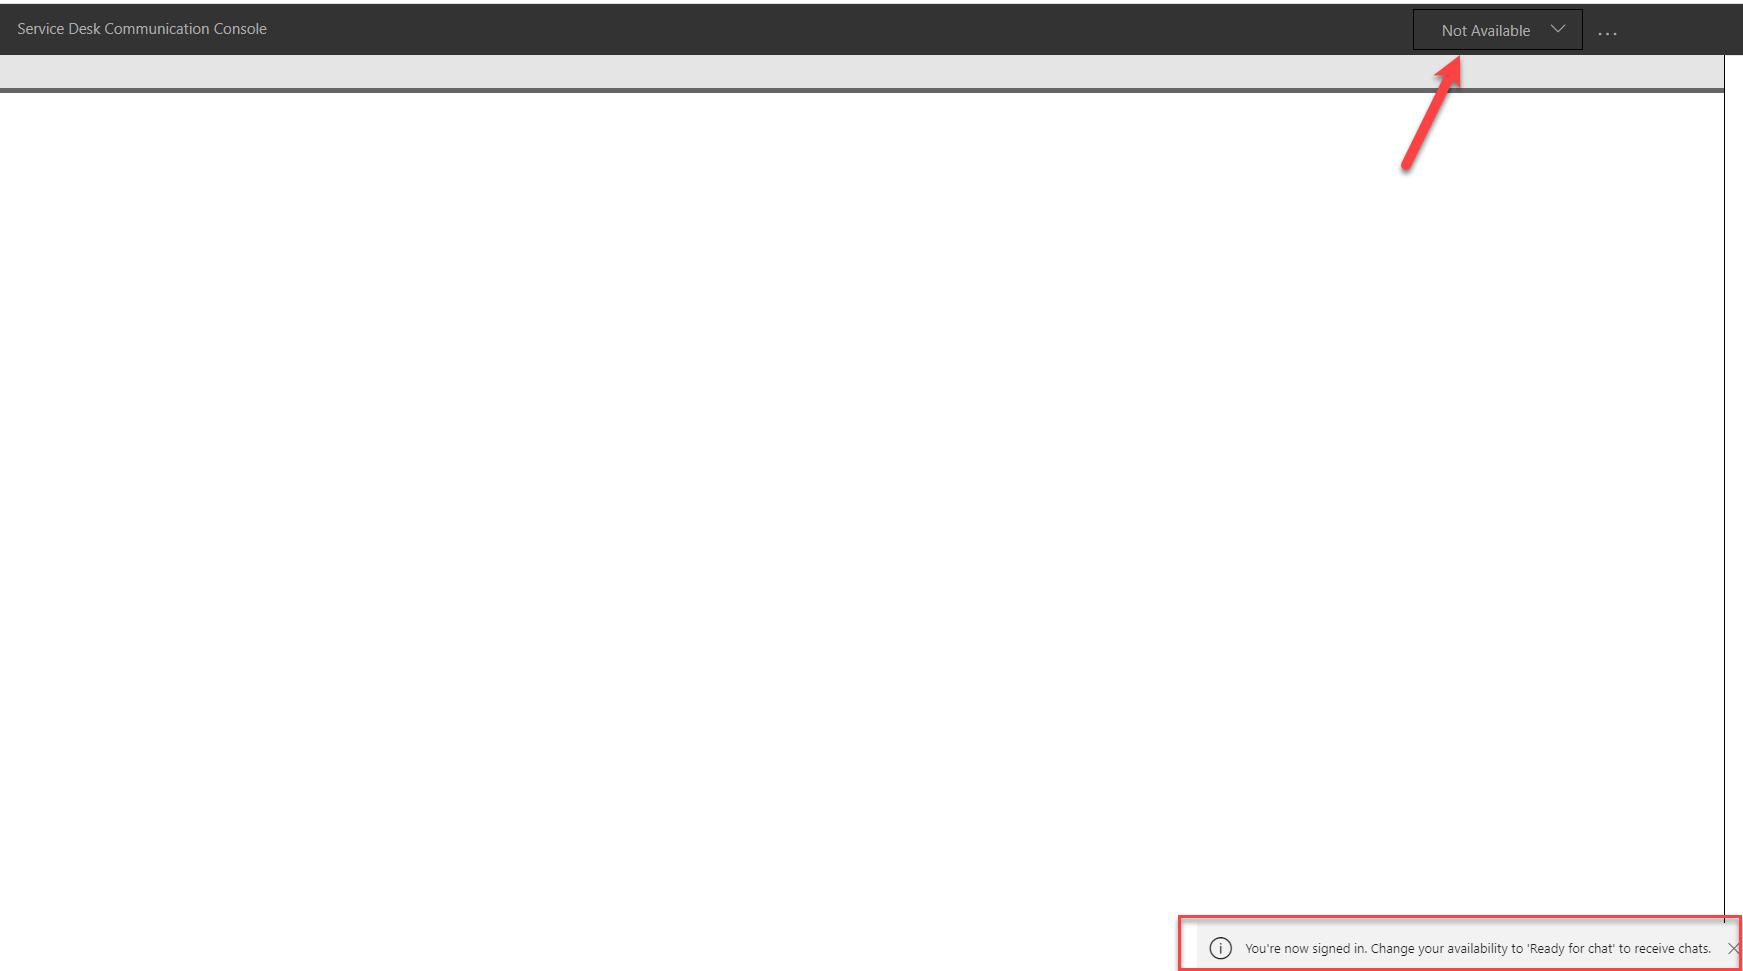 Service Desk Communication Console
Not Available
...
You're now signed in. Change your availability to 'Ready for chat' to receive chats.